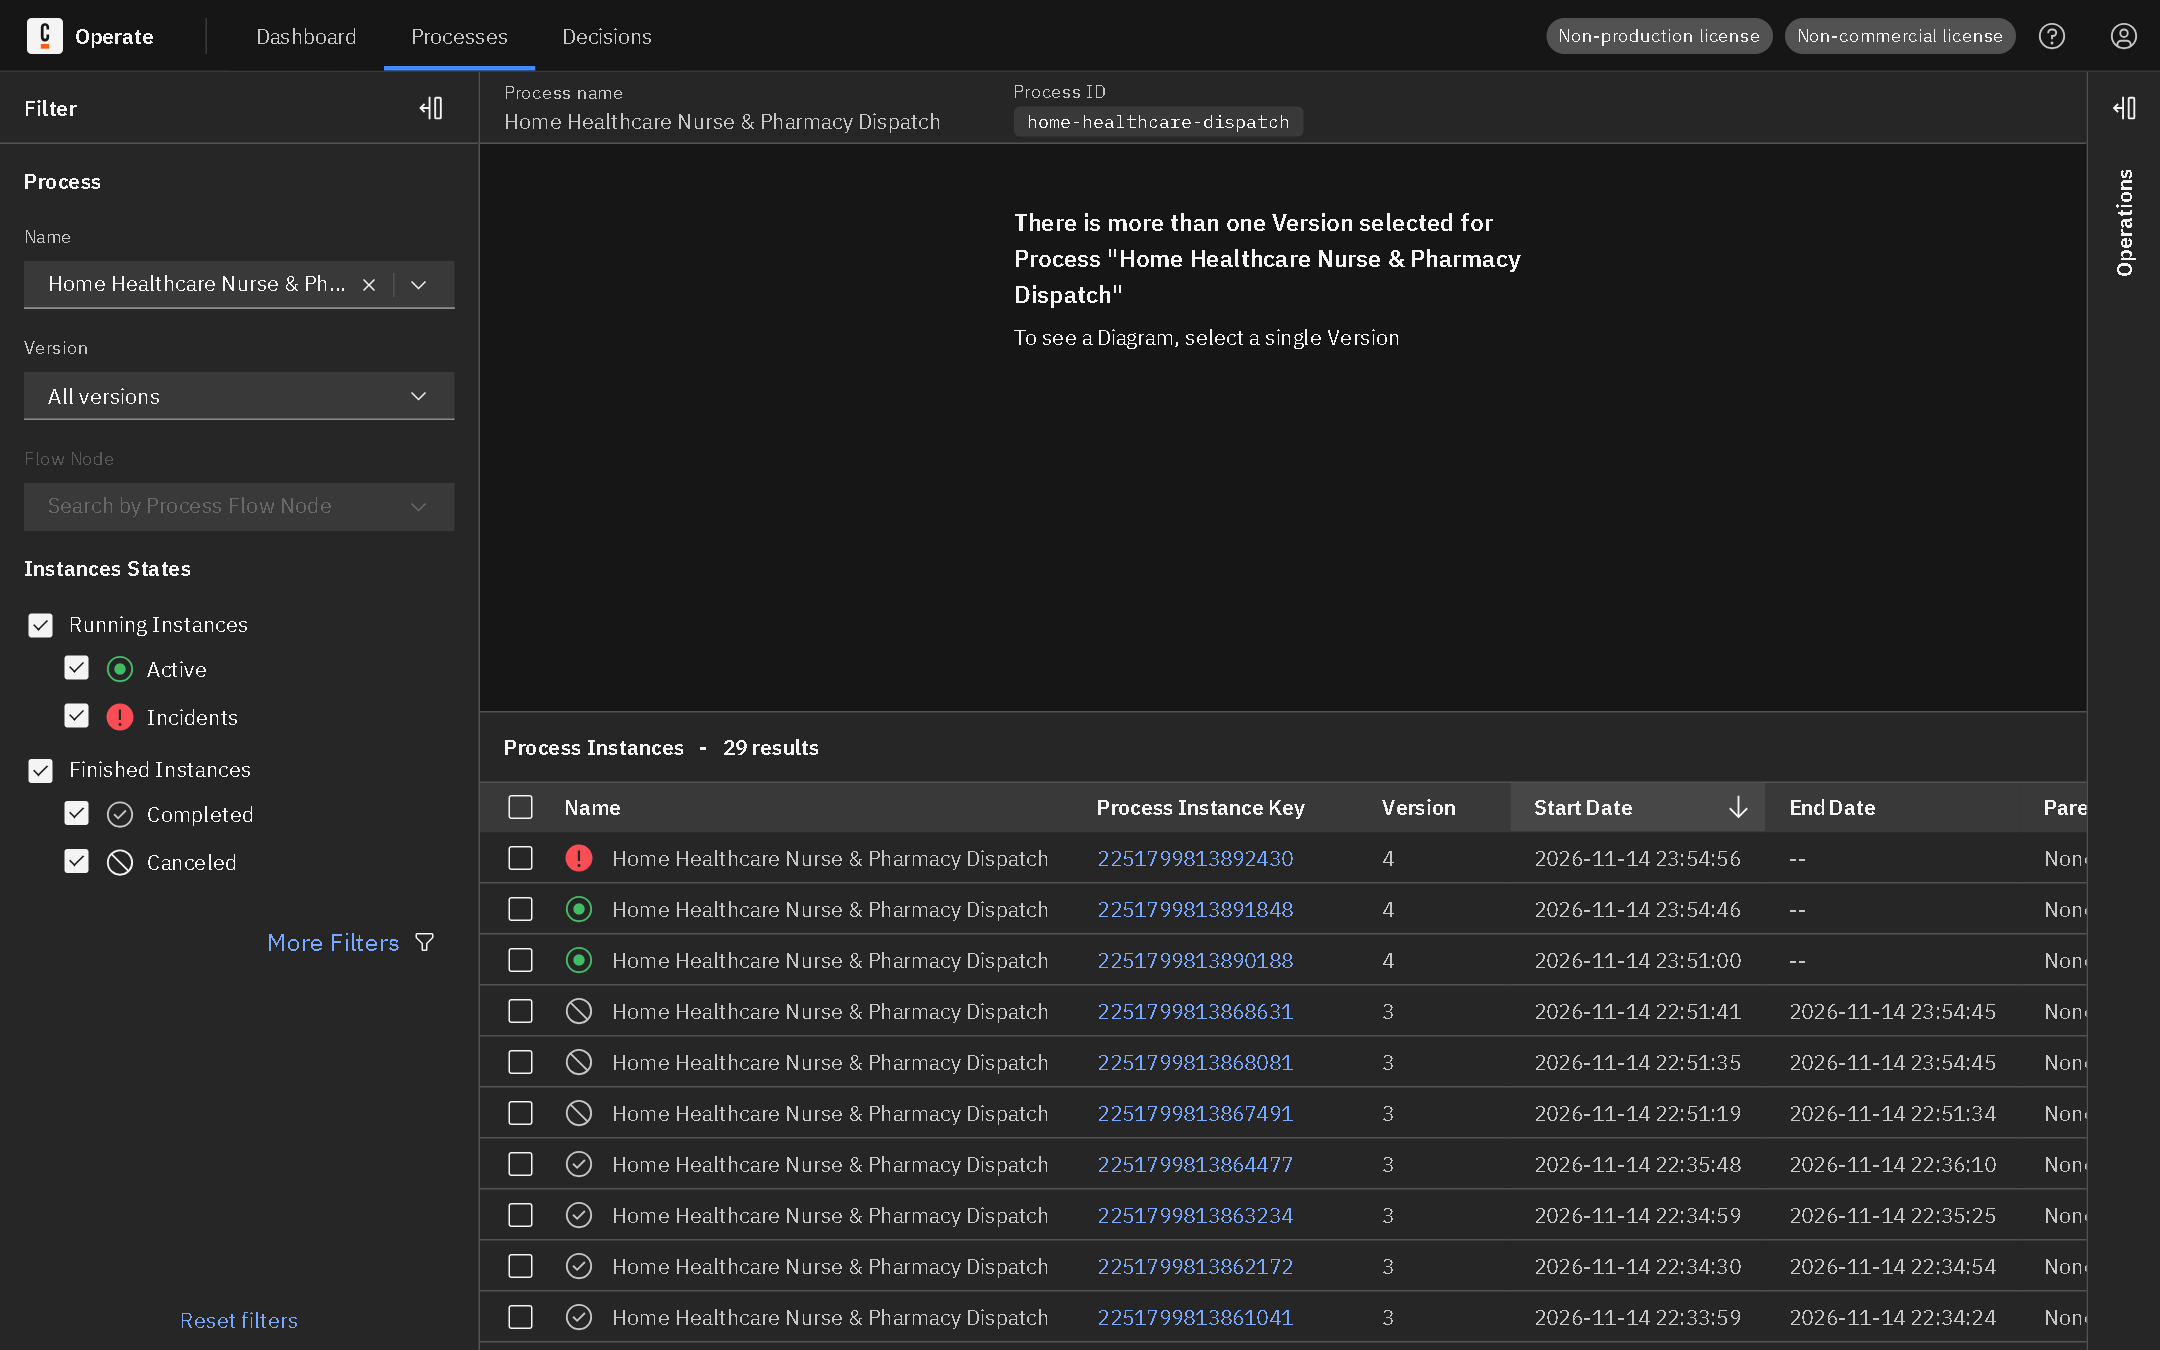 Operate
Dashboard
Processes
Decisions
Non-production license
Non-commercial license
Filter
Process
Name
Home Healthcare Nurse & Ph...
Version
All versions
Flow Node
Search by Process Flow Node
Instances States
Running Instances
Active
Incidents
Finished Instances
Completed
Canceled
More Filters
Reset filters
Process name
Home Healthcare Nurse & Pharmacy Dispatch
Process ID
home-healthcare-dispatch
There is more than one Version selected for
Process "Home Healthcare Nurse & Pharmacy
Dispatch"
To see a Diagram, select a single Version
Process Instances - 29 results
Name Process Instance Key Version Start Date End Date Pare
Home Healthcare Nurse & Pharmacy Dispatch 2251799813892430 4 2026-11-14 23:54:56 -- None
Home Healthcare Nurse & Pharmacy Dispatch 2251799813891848 4 2026-11-14 23:54:46 -- None
Home Healthcare Nurse & Pharmacy Dispatch 2251799813890188 4 2026-11-14 23:51:00 -- None
Home Healthcare Nurse & Pharmacy Dispatch 2251799813868631 3 2026-11-14 22:51:41 2026-11-14 23:54:45 None
Home Healthcare Nurse & Pharmacy Dispatch 2251799813868081 3 2026-11-14 22:51:35 2026-11-14 23:54:45 None
Home Healthcare Nurse & Pharmacy Dispatch 2251799813867491 3 2026-11-14 22:51:19 2026-11-14 22:51:34 None
Home Healthcare Nurse & Pharmacy Dispatch 2251799813864477 3 2026-11-14 22:35:48 2026-11-14 22:36:10 None
Home Healthcare Nurse & Pharmacy Dispatch 2251799813863234 3 2026-11-14 22:34:59 2026-11-14 22:35:25 None
Home Healthcare Nurse & Pharmacy Dispatch 2251799813862172 3 2026-11-14 22:34:30 2026-11-14 22:34:54 None
Home Healthcare Nurse & Pharmacy Dispatch 2251799813861041 3 2026-11-14 22:33:59 2026-11-14 22:34:24 None
Operations